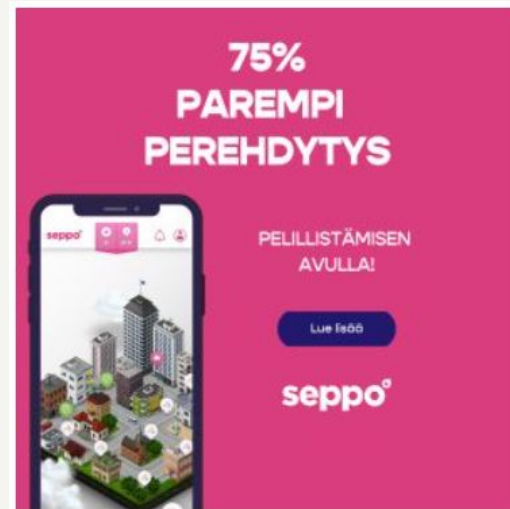 75%
PAREMPI
PEREHDYTYS
seppo
PELILLISTÄMISEN
AVULLA!
Lue lisää
seppo